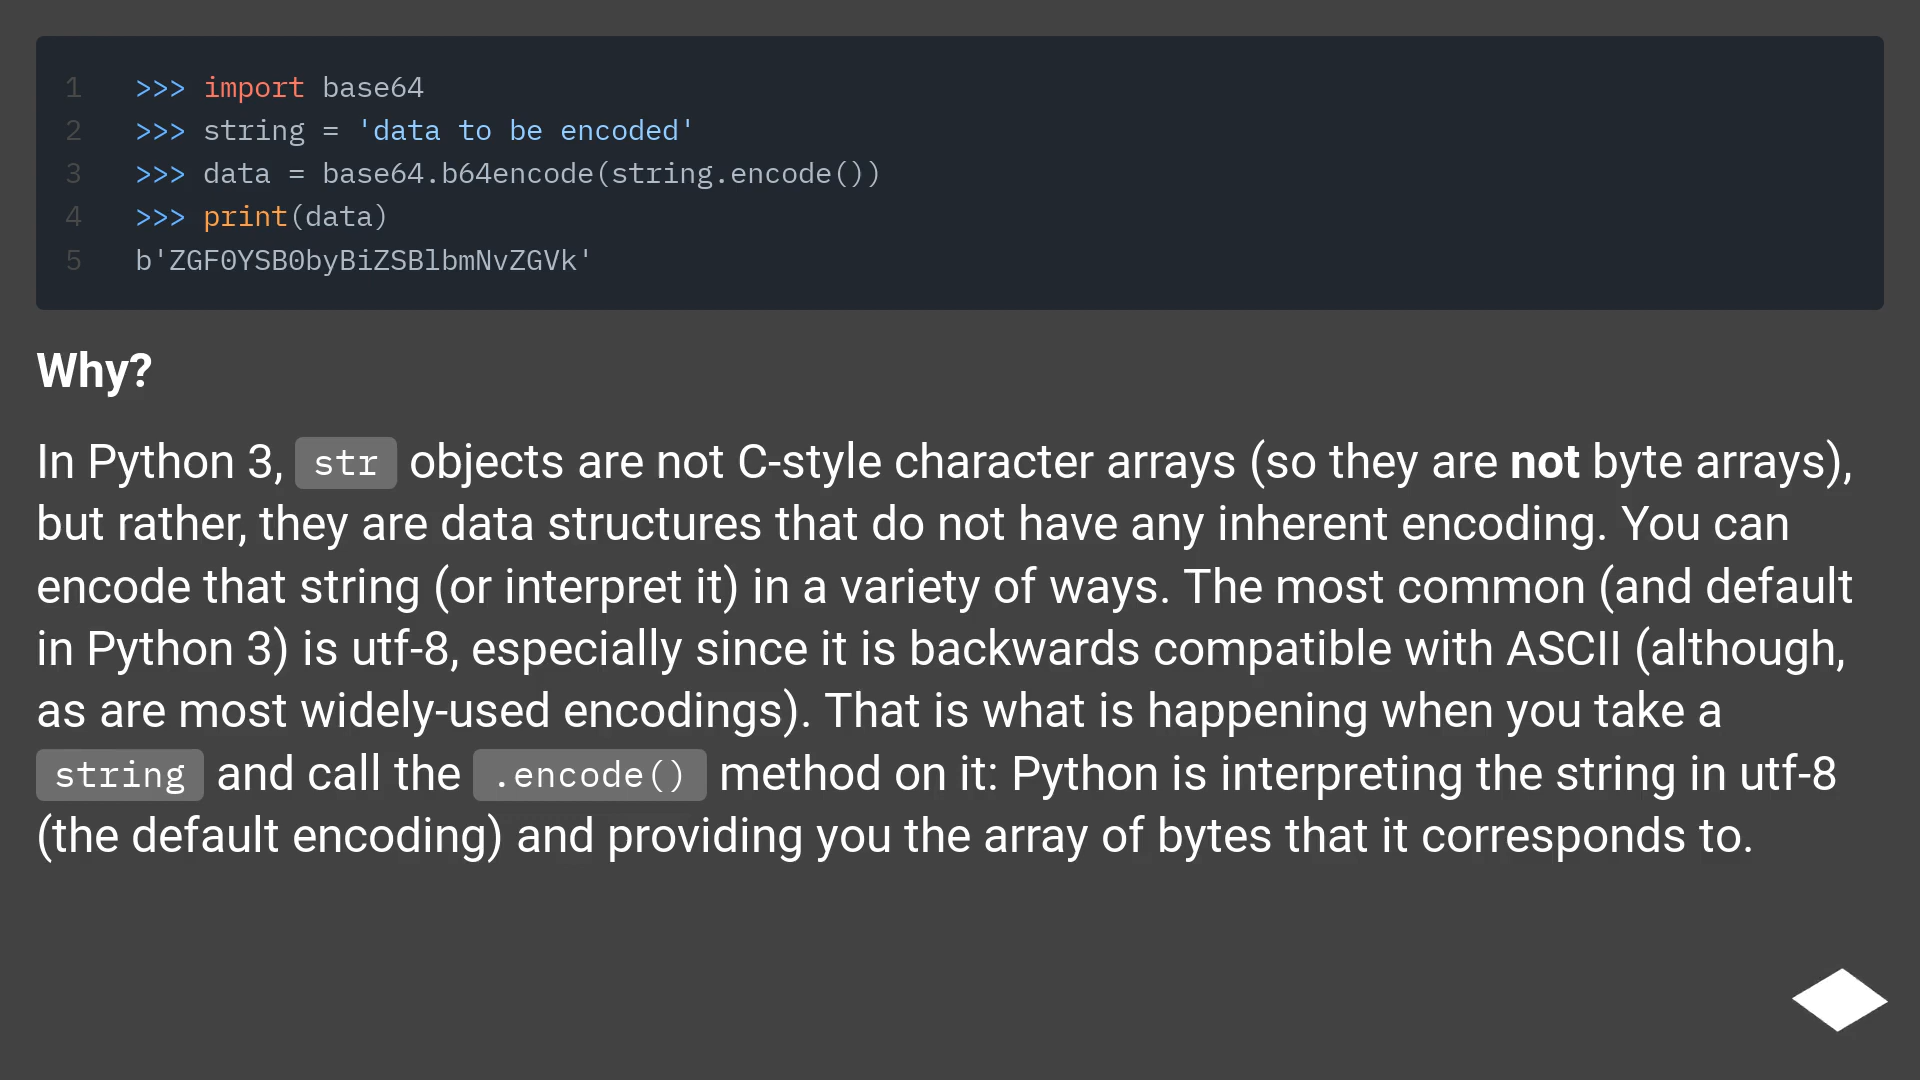 1 >>> import base64
2 >>> string = 'data to be encoded'
3 >>> data = base64.b64encode(string.encode())
4 >>> print(data)
5 b'ZGF0YSB0byBiZSBlbmNvZGVk'
Why?
In Python 3, str objects are not C-style character arrays (so they are not byte arrays),
but rather, they are data structures that do not have any inherent encoding. You can
encode that string (or interpret it) in a variety of ways. The most common (and default
in Python 3) is utf-8, especially since it is backwards compatible with ASCII (although,
as are most widely-used encodings). That is what is happening when you take a
string and call the .encode() method on it: Python is interpreting the string in utf-8
(the default encoding) and providing you the array of bytes that it corresponds to.